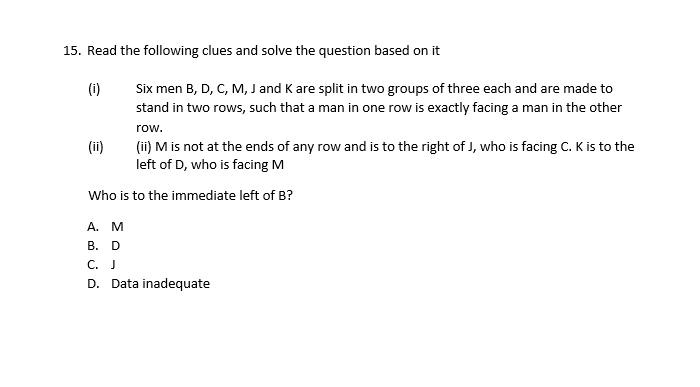 15. Read the following clues and solve the question based on it
(i) Six men B, D, C, M, J and K are split in two groups of three each and are made to
stand in two rows, such that a man in one row is exactly facing a man in the other
row.
(ii) (ii) M is not at the ends of any row and is to the right of J, who is facing C. K is to the
left of D, who is facing M
Who is to the immediate left of B?
A. M
B. D
C. J
D. Data inadequate